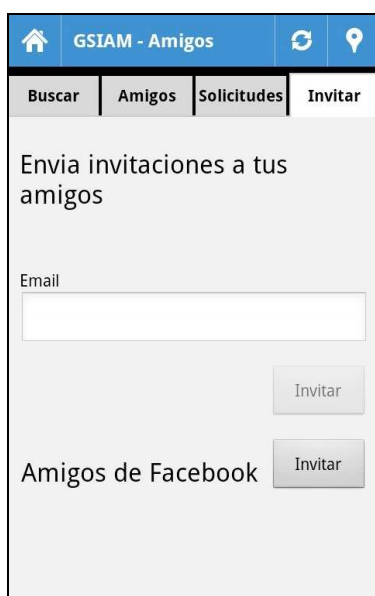 GSIAM - Amigos
Buscar Amigos Solicitudes Invitar
Envia invitaciones a tus
amigos
Email
Invitar
Amigos de Facebook Invitar